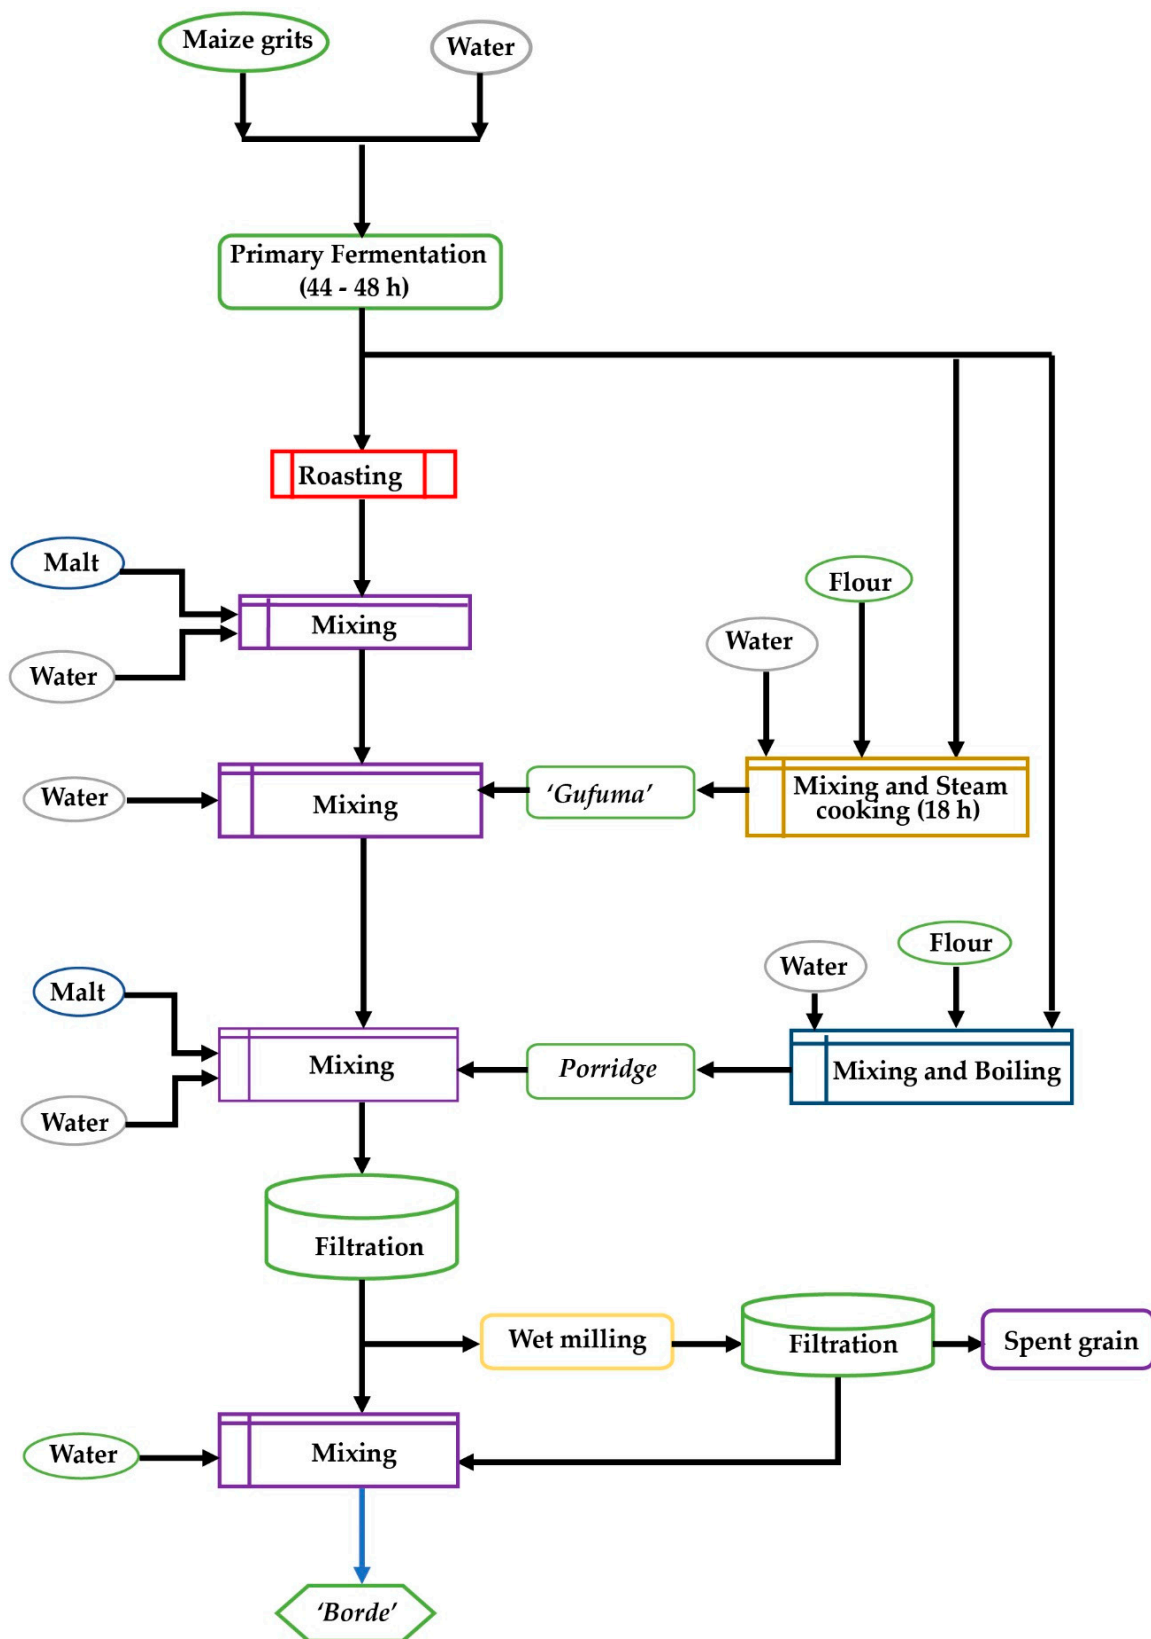 Maize grits
Water
Primary Fermentation
(44 - 48 h)
Roasting
Malt
Water
Mixing
Flour
Water
Water
Mixing
‘Gufuma’
Mixing and Steam
cooking (18 h)
Malt
Water
Mixing
Porridge
Water
Flour
Mixing and Boiling
Filtration
Wet milling
Filtration
Spent grain
Water
Mixing
‘Borde’